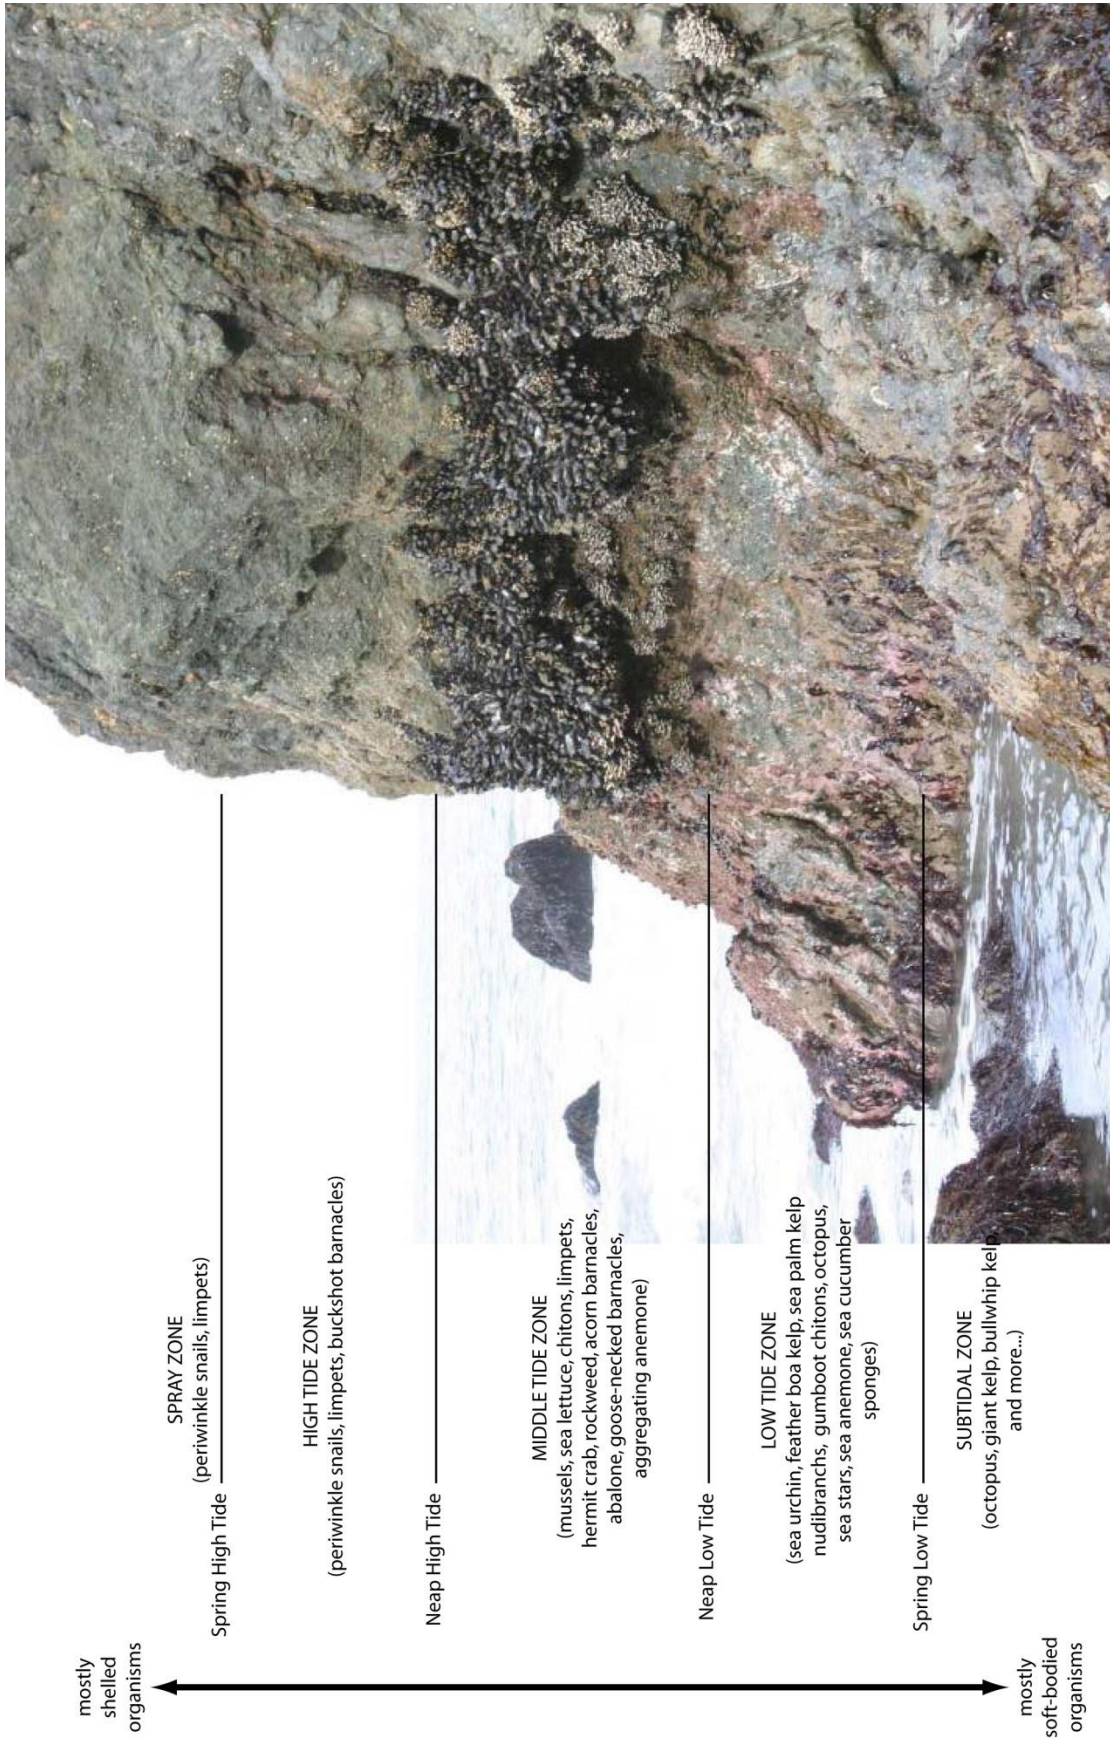 mostly
shelled
organisms
Spring High Tide
SPRAY ZONE
(periwinkle snails, limpets)
HIGH TIDE ZONE
(periwinkle snails, limpets, buckshot barnacles)
Neap High Tide
MIDDLE TIDE ZONE
(mussels, sea lettuce, chitons, limpets,
hermit crab, rockweed, acorn barnacles,
abalone, goose-necked barnacles,
aggregating anemone)
Neap Low Tide
LOW TIDE ZONE
(sea urchin, feather boa kelp, sea palm kelp
nudibranchs, gumboot chitons, octopus,
sea stars, sea anemone, sea cucumber
sponges)
Spring Low Tide
SUBTIDAL ZONE
(octopus, giant kelp, bullwhip kelp,
and more...)
mostly
soft-bodied
organisms